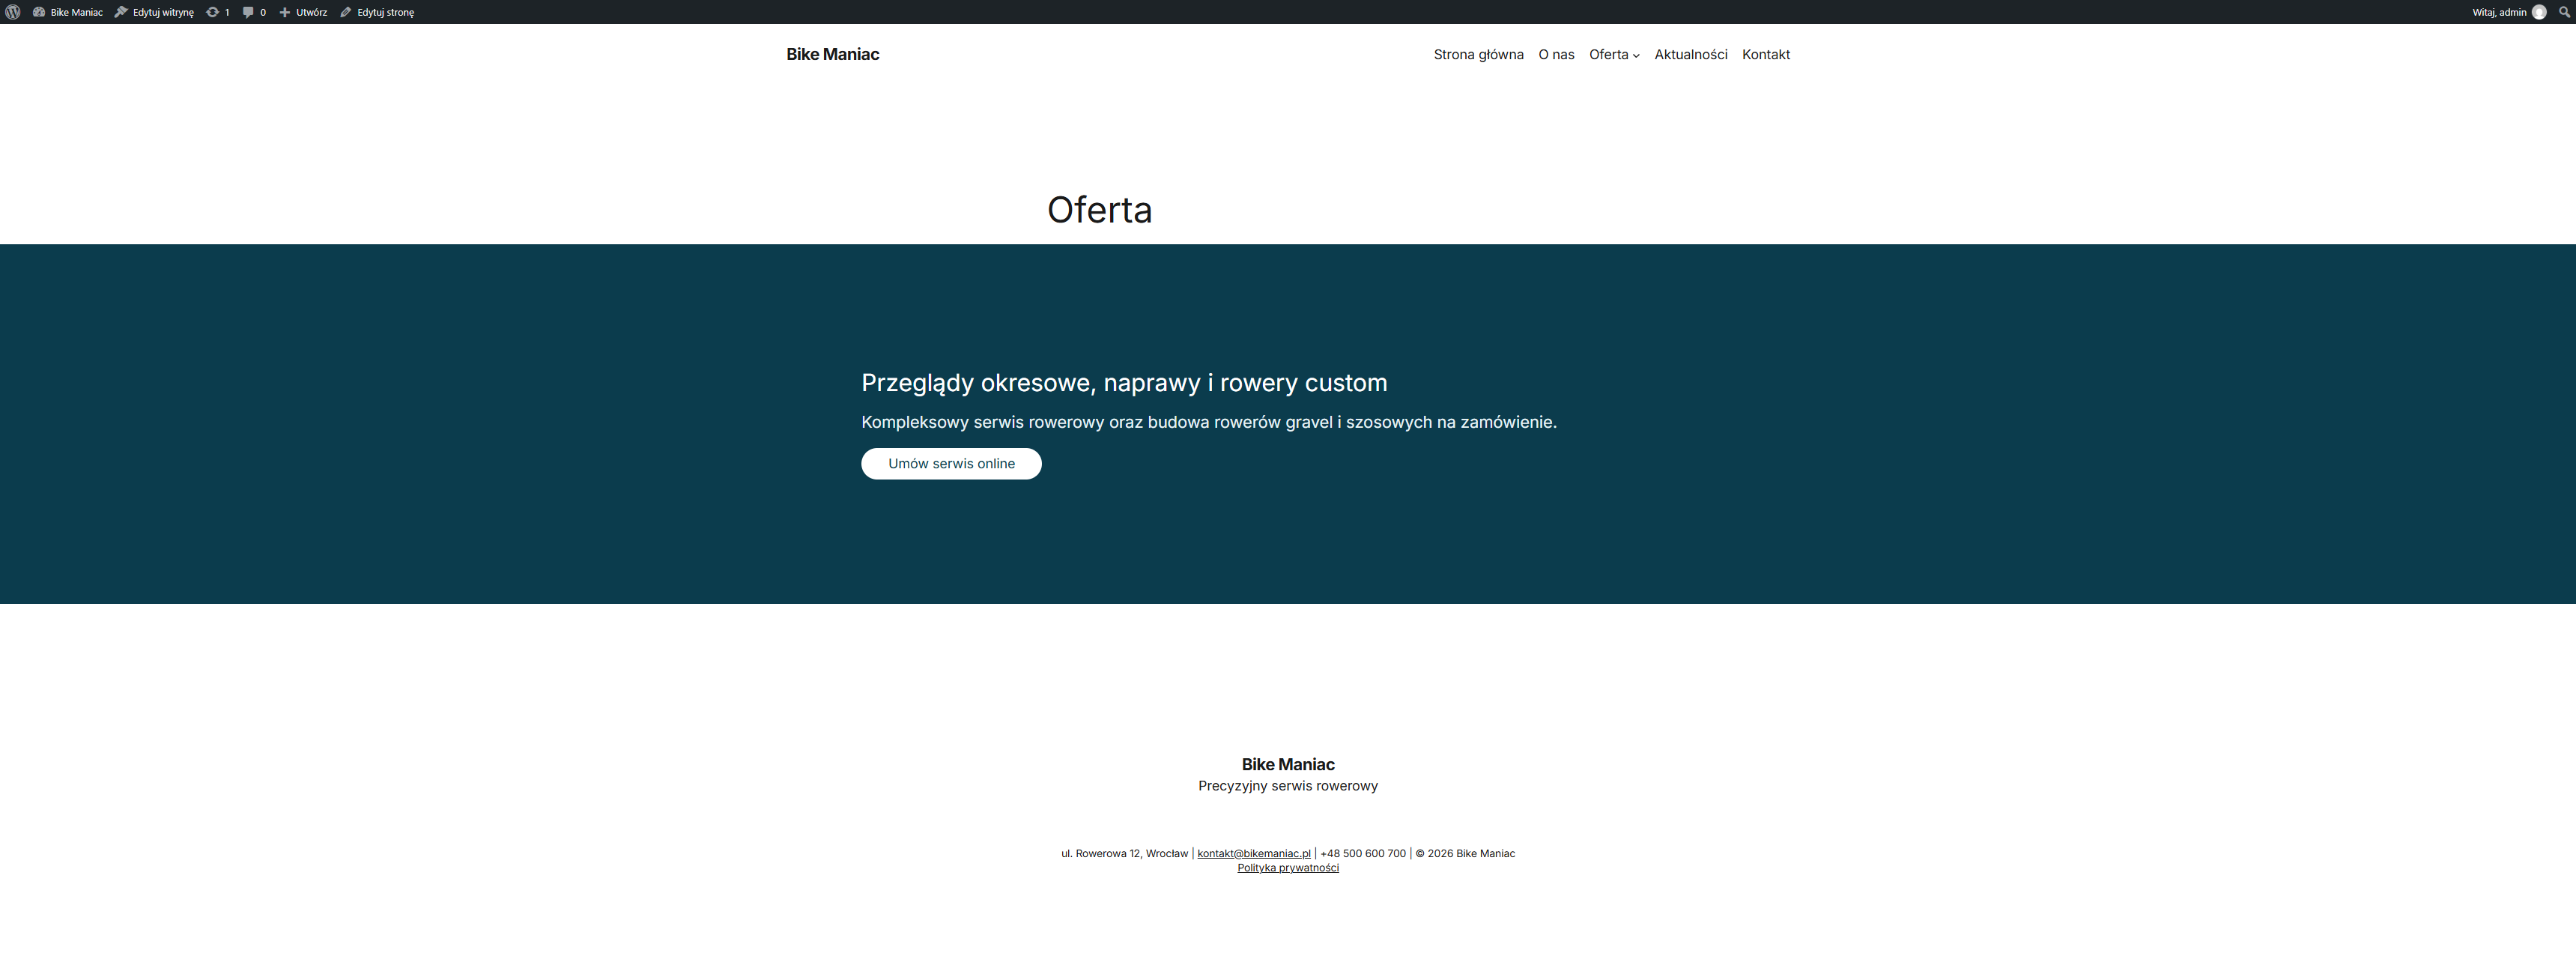 Bike Maniac Edytuj witrynę 1 0 Utwórz Edytuj stronę Witaj, admin
Bike Maniac Strona główna O nas Oferta Aktualności Kontakt
Oferta
Przeglądy okresowe, naprawy i rowery custom
Kompleksowy serwis rowerowy oraz budowa rowerów gravel i szosowych na zamówienie.
Umów serwis online
Bike Maniac
Precyzyjny serwis rowerowy
ul. Rowerowa 12, Wrocław | kontakt@bikemaniac.pl | +48 500 600 700 | © 2026 Bike Maniac
Polityka prywatności